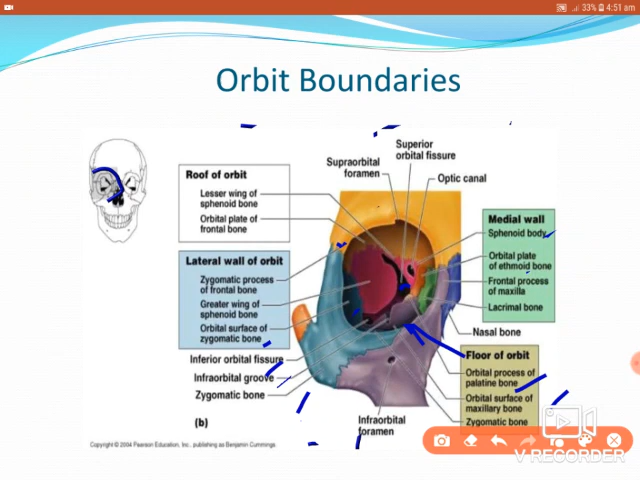 33% 4:51 am
Orbit Boundaries
Superior
orbital fissure
Supraorbital
foramen
Optic canal
Roof of orbit
Lesser wing of
sphenoid bone
Orbital plate of
frontal bone
Lateral wall of orbit
Zygomatic process
of frontal bone
Greater wing of
sphenoid bone
Orbital surface of
zygomatic bone
Inferior orbital fissure
Infraorbital groove
Zygomatic bone
(b)
Medial wall
Sphenoid body
Orbital plate
of ethmoid bone
Frontal process
of maxilla
Lacrimal bone
Nasal bone
Floor of orbit
Orbital process of
palatine bone
Orbital surface of
maxillary bone
Zygomatic bone
Infraorbital
foramen
Copyright © 2004 Pearson Education, Inc., publishing as Benjamin Cummings.
V RECORDER